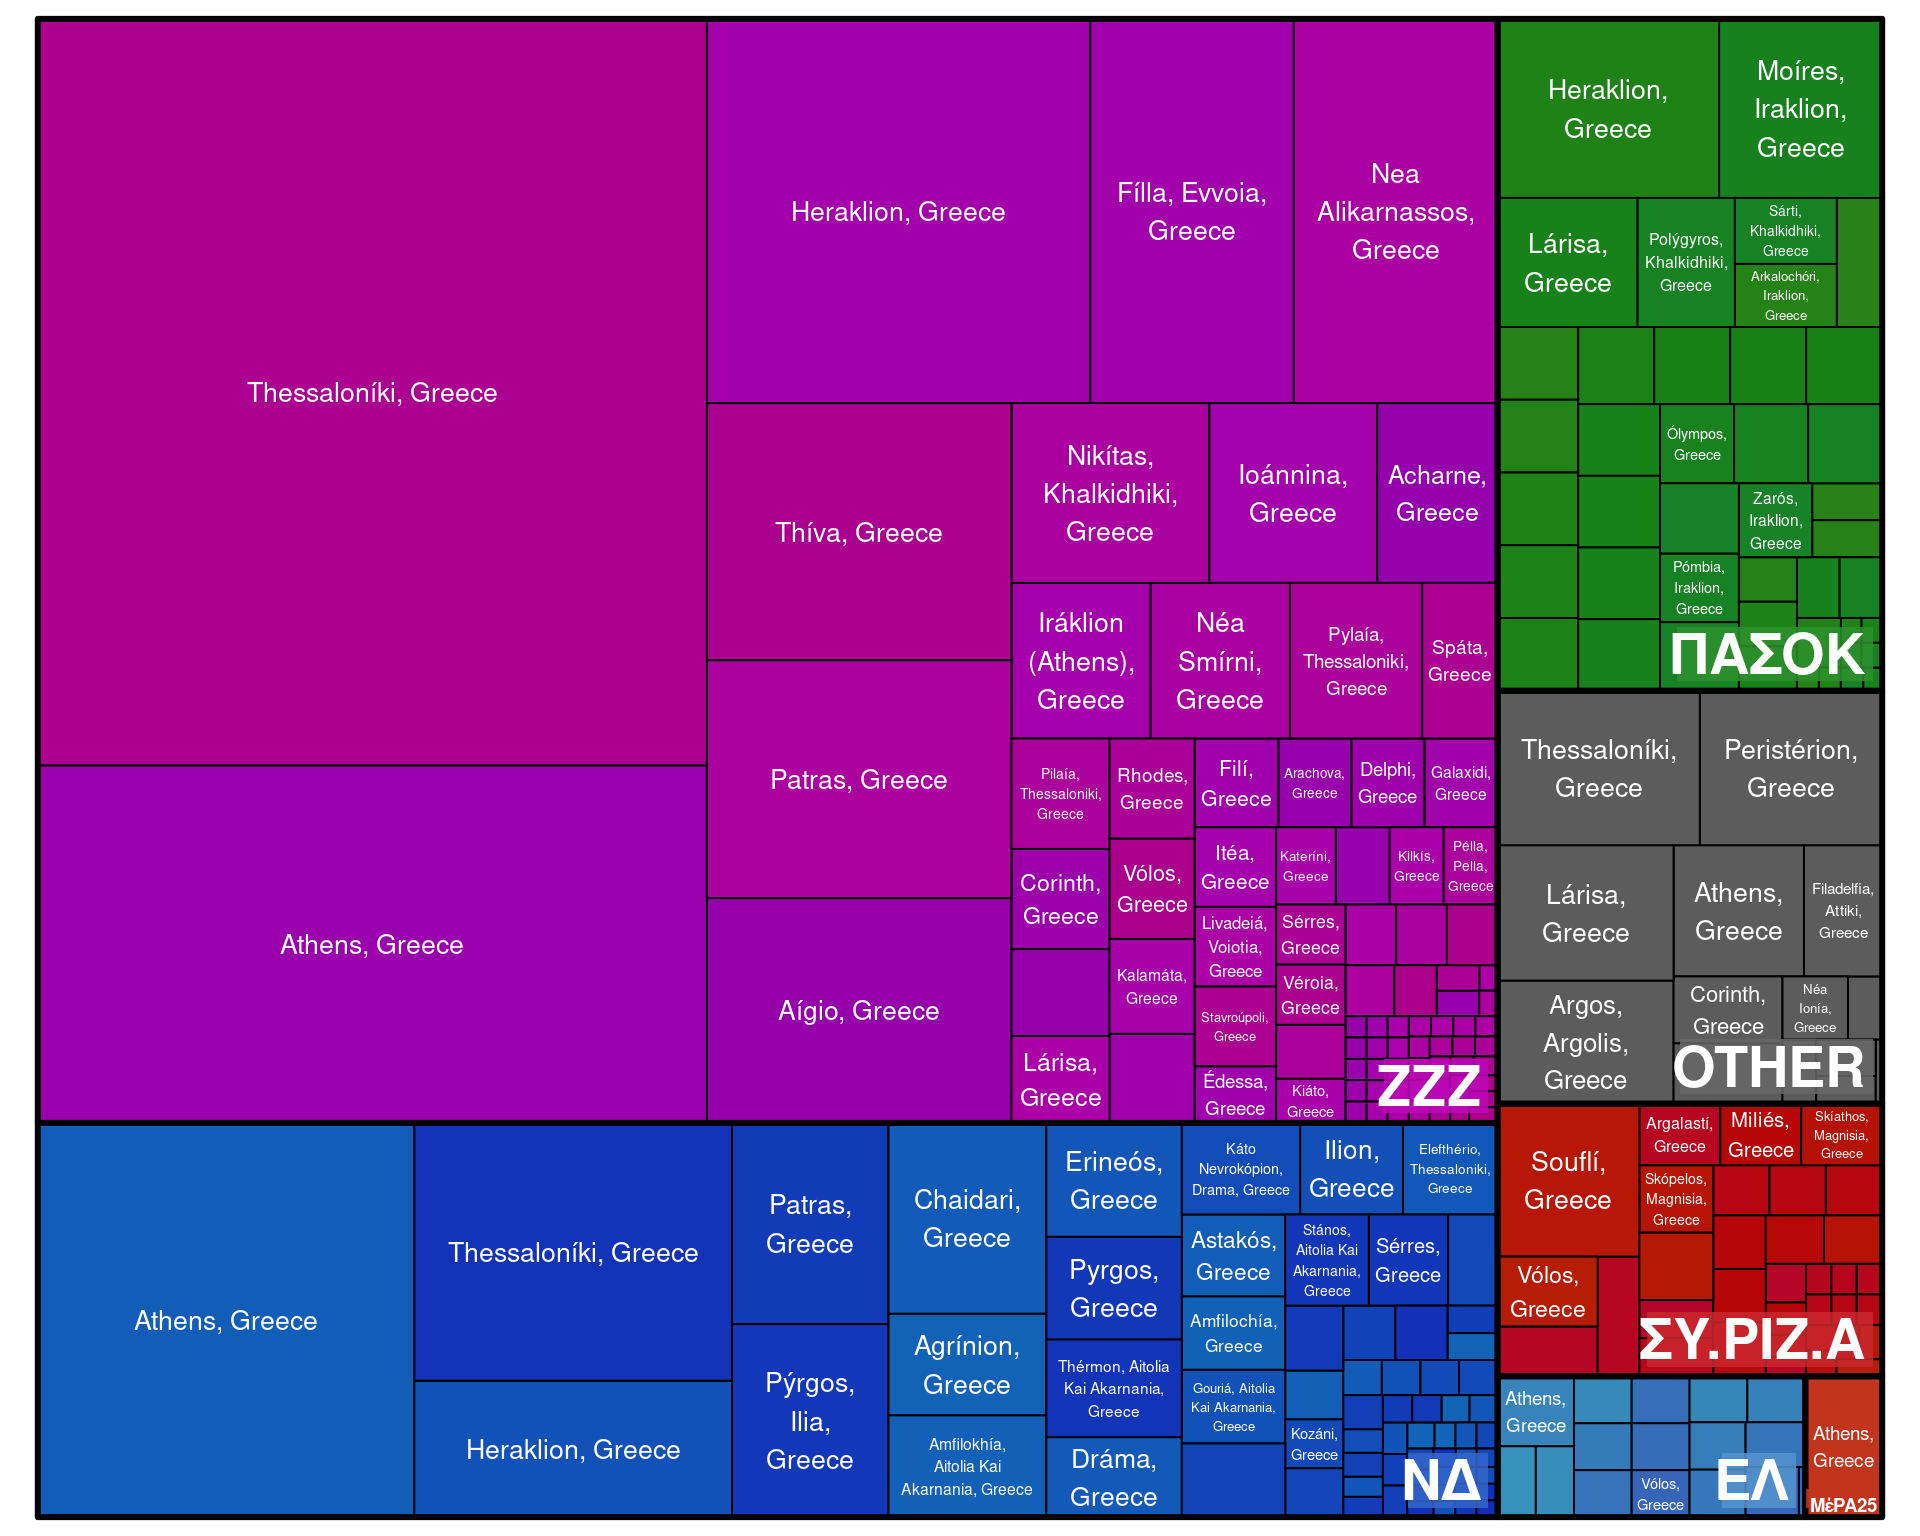 Thessaloníki, Greece
Athens, Greece
Heraklion, Greece
Fílla, Evvoia,
Greece
Nea
Alikarnassos,
Greece
Thíva, Greece
Patras, Greece
Aígio, Greece
Nikítas,
Khalkidhiki,
Greece
Ioánnina,
Greece
Acharne,
Greece
Iráklion
(Athens),
Greece
Néa
Smírni,
Greece
Pylaía,
Thessaloniki,
Greece
Spáta,
Greece
Pilaía,
Thessaloniki,
Greece
Rhodes,
Greece
Filí,
Greece
Arachova,
Greece
Delphi,
Greece
Galaxidi,
Greece
Corinth,
Greece
Vólos,
Greece
Itéa,
Greece
Kateríni,
Greece
Kilkís,
Greece
Pélla,
Pella,
Greece
Livadeiá,
Voiotia,
Greece
Sérres,
Greece
Kalamáta,
Greece
Véroia,
Greece
Stavroúpoli,
Greece
Lárisa,
Greece
Édessa,
Greece
Kiáto,
Greece
ZZZ
Heraklion,
Greece
Moíres,
Iraklion,
Greece
Lárisa,
Greece
Polýgyros,
Khalkidhiki,
Greece
Sárti,
Khalkidhiki,
Greece
Arkalochóri,
Iraklion,
Greece
Ólympos,
Greece
Zarós,
Iraklion,
Greece
Pómbia,
Iraklion,
Greece
ΠΑΣΟΚ
Thessaloníki,
Greece
Peristérion,
Greece
Lárisa,
Greece
Athens,
Greece
Filadelfia,
Attiki,
Greece
Argos,
Argolis,
Greece
Corinth,
Greece
Néa
Ionía,
Greece
OTHER
Athens, Greece
Thessaloníki, Greece
Heraklion, Greece
Patras,
Greece
Pýrgos,
Ilia,
Greece
Chaidari,
Greece
Agrínion,
Greece
Amfilokhía,
Aitolia Kai
Akarnania, Greece
Erineós,
Greece
Pyrgos,
Greece
Thérmon, Aitolia
Kai Akarnania,
Greece
Dráma,
Greece
Káto
Nevrokópion,
Drama, Greece
Ilion,
Greece
Elefthério,
Thessaloniki,
Greece
Astakós,
Greece
Stános,
Aitolia Kai
Akarnania,
Greece
Sérres,
Greece
Amfilochía,
Greece
Gouriá, Aitolia
Kai Akarnania,
Greece
Kozáni,
Greece
ΝΔ
Souflí,
Greece
Argalastí,
Greece
Miliés,
Greece
Skíathos,
Magnisia,
Greece
Skópelos,
Magnisia,
Greece
Vólos,
Greece
ΣΥ.ΡΙΖ.Α
Athens,
Greece
Vólos,
Greece
ΕΛ
Athens,
Greece
ΜέΡΑ25